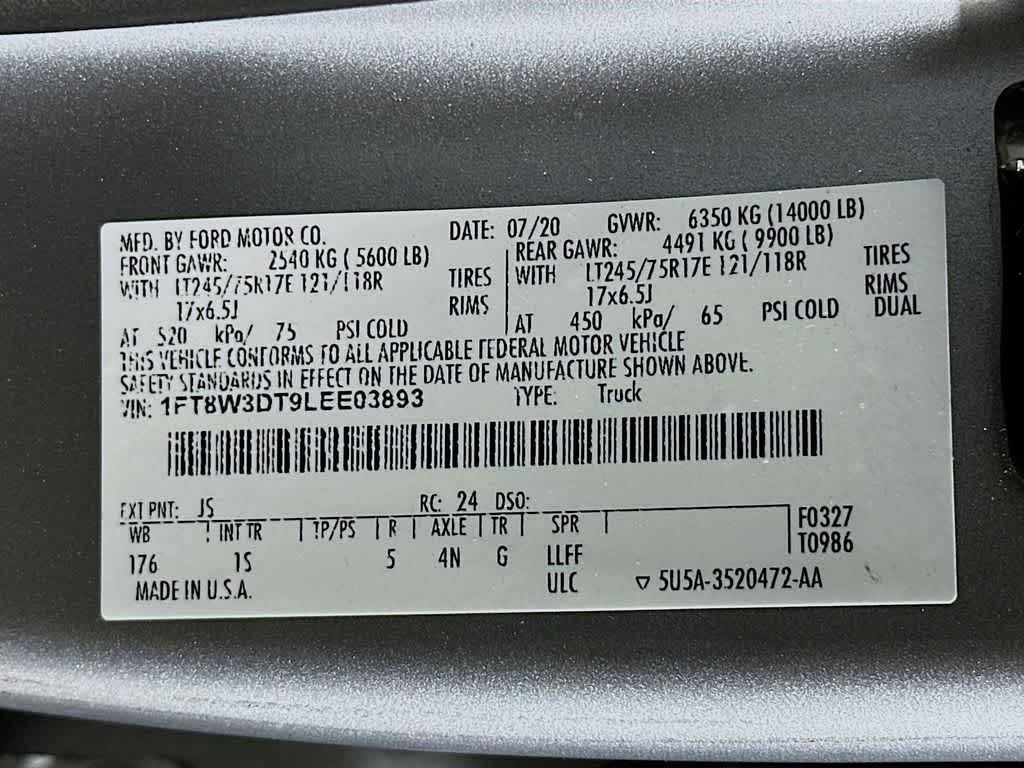 MFD. BY FORD MOTOR CO. DATE: 07/20 GVWR: 6350 KG (14000 LB)
FRONT GAWR: 2540 KG ( 5600 LB) REAR GAWR: 4491 KG ( 9900 LB)
WITH LT245/75R17E 121/118R TIRES WITH LT245/75R17E 121/118R TIRES
17x6.5J RIMS 17x6.5J RIMS
AT 520 kPa/ 75 PSI COLD AT 450 kPa/ 65 PSI COLD DUAL
THIS VEHICLE CONFORMS TO ALL APPLICABLE FEDERAL MOTOR VEHICLE
SAFETY STANDARDS IN EFFECT ON THE DATE OF MANUFACTURE SHOWN ABOVE.
VIN: 1FT8W3DT9LEE03893 TYPE: Truck
EXT PNT: JS RC: 24 DSO:
WB INT TR TP/PS R AXLE TR SPR F0327
176 1S 5 4N G LLFF T0986
MADE IN U.S.A. ULC ▽ 5U5A-3520472-AA